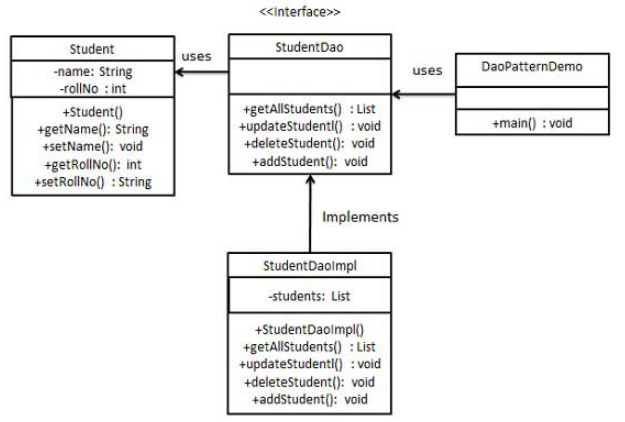 <<Interface>>
Student
-name: String
-rollNo : int
+Student()
+getName(): String
+setName(): void
+getRollNo(): int
+setRollNo() : String
uses
StudentDao
+getAllStudents() : List
+updateStudentl() : void
+deleteStudent(): void
+addStudent(): void
uses
DaoPatternDemo
+main() : void
Implements
StudentDaoImpl
-students: List
+StudentDaoImpl()
+getAllStudents() : List
+updateStudentl() : void
+deleteStudent(): void
+addStudent(): void